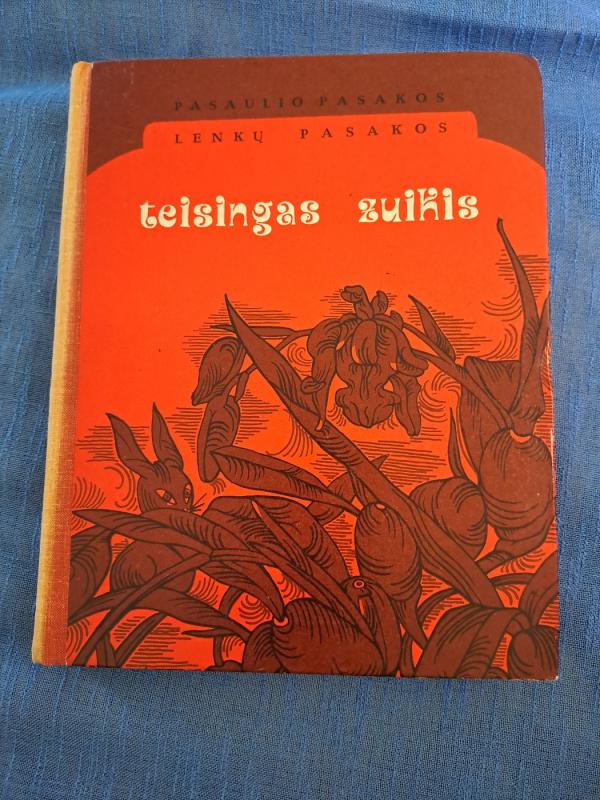 PASAULIO PASAKOS
LENKŲ PASAKOS
teisingas zuikis